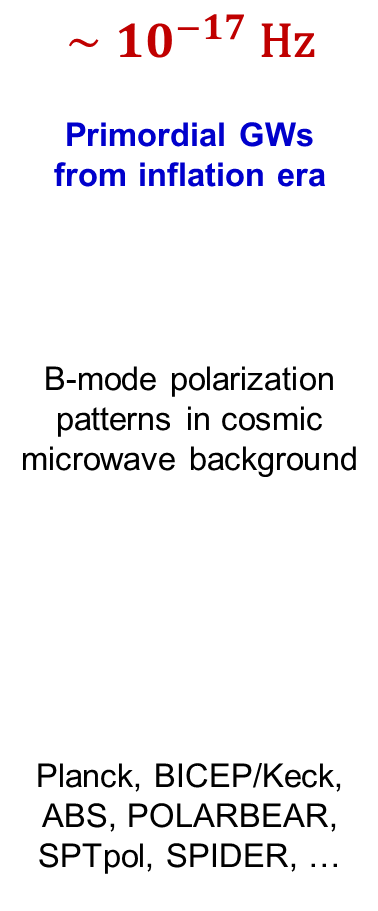 ~ 10⁻¹⁷ Hz
Primordial GWs
from inflation era
B-mode polarization
patterns in cosmic
microwave background
Planck, BICEP/Keck,
ABS, POLARBEAR,
SPTpol, SPIDER, …